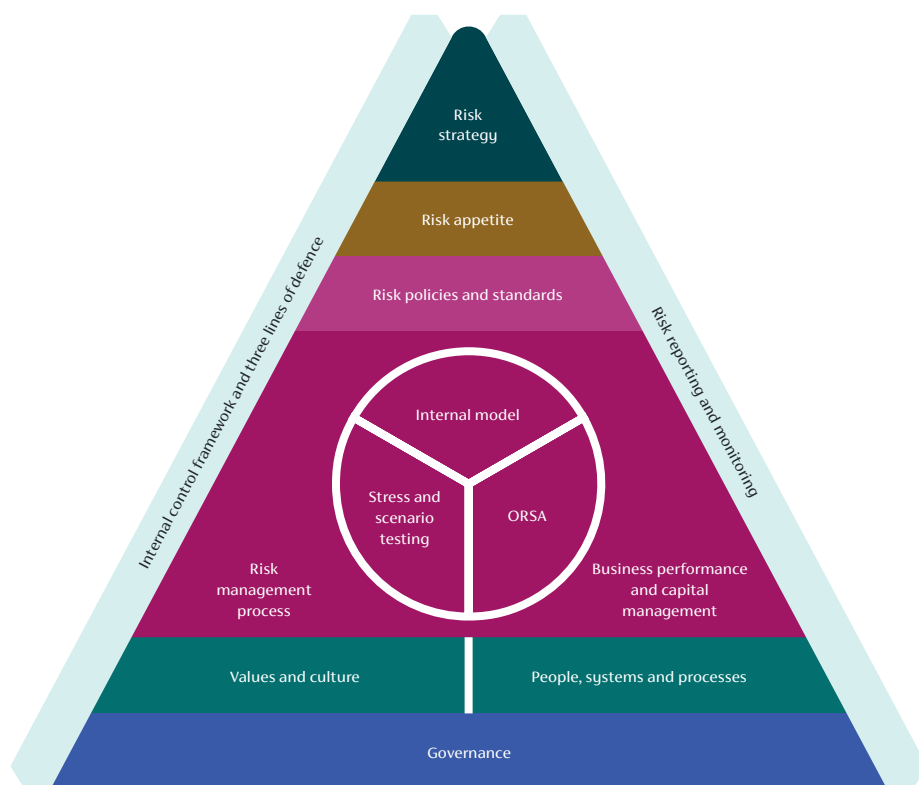 Risk
strategy
Risk appetite
Risk policies and standards
Internal control framework and three lines of defence
Risk reporting and monitoring
Internal model
Stress and
scenario
testing
ORSA
Risk
management
process
Business performance
and capital
management
Values and culture
People, systems and processes
Governance